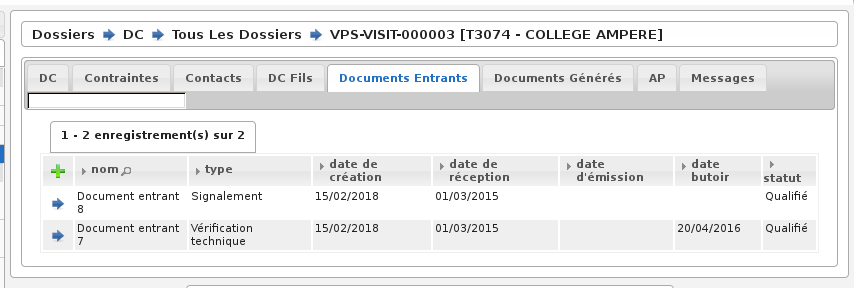 Dossiers DC Tous Les Dossiers VPS-VISIT-000003 [T3074 - COLLEGE AMPERE]
DC Contraintes Contacts DC Fils Documents Entrants Documents Générés AP Messages
1 - 2 enregistrement(s) sur 2
nom type date de création date de réception date d'émission date butoir statut
Document entrant 8 Signalement 15/02/2018 01/03/2015 Qualifié
Document entrant 7 Vérification technique 15/02/2018 01/03/2015 20/04/2016 Qualifié